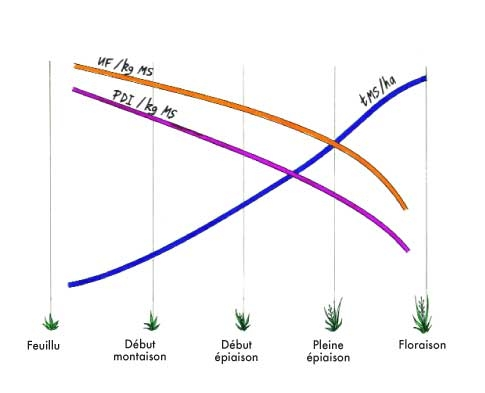 UF/kg MS
PDI/kg MS
tMS/ha
Feuillu
Début
montaison
Début
épiaison
Pleine
épiaison
Floraison